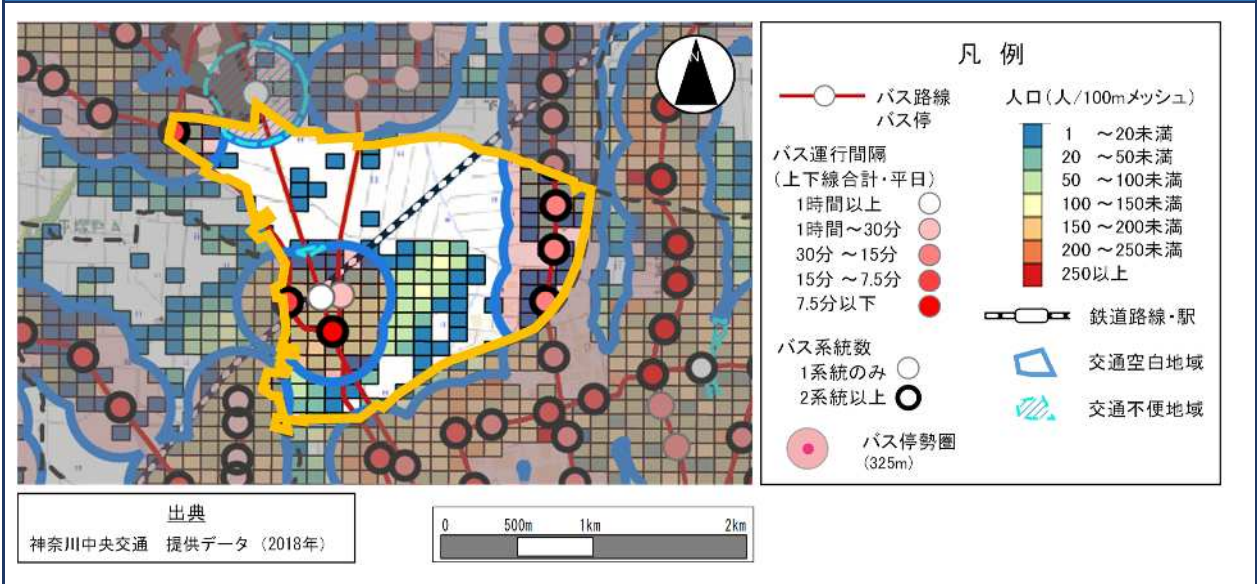 N
凡 例
バス路線
バス停
バス運行間隔
(上下線合計・平日)
1時間以上
1時間～30分
30分～15分
15分～7.5分
7.5分以下
バス系統数
1系統のみ
2系統以上
バス停勢圏
(325m)
人口(人/100mメッシュ)
1 ～20未満
20 ～50未満
50 ～100未満
100 ～150未満
150 ～200未満
200 ～250未満
250以上
鉄道路線・駅
交通空白地域
交通不便地域
出典
神奈川中央交通 提供データ (2018年)
0 500m 1km 2km